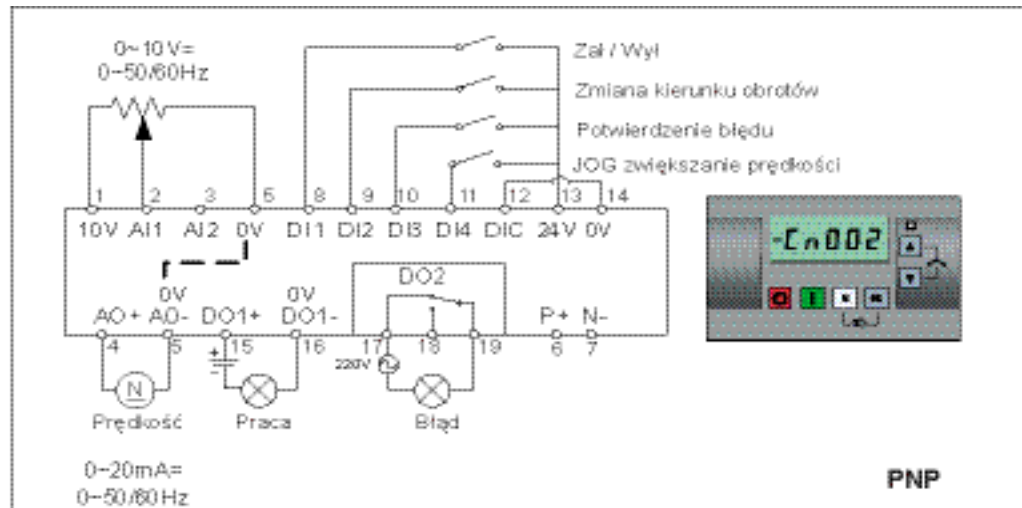 0~10V=
0~50/60Hz
Zał / Wył
Zmiana kierunku obrotów
Potwierdzenie błędu
JOG zwiększanie prędkości
1 2 3 5 8 9 10 11 12 13 14
10V AI1 AI2 0V DI1 DI2 DI3 DI4 DIC 24V 0V
-Cn002
DO2
0V 0V
AO+ AO- DO1+ DO1- P+ N-
4 5 15 16 17 18 19 6 7
220V
N
Prędkość Praca Błąd
0~20mA=
0~50/60Hz
PNP